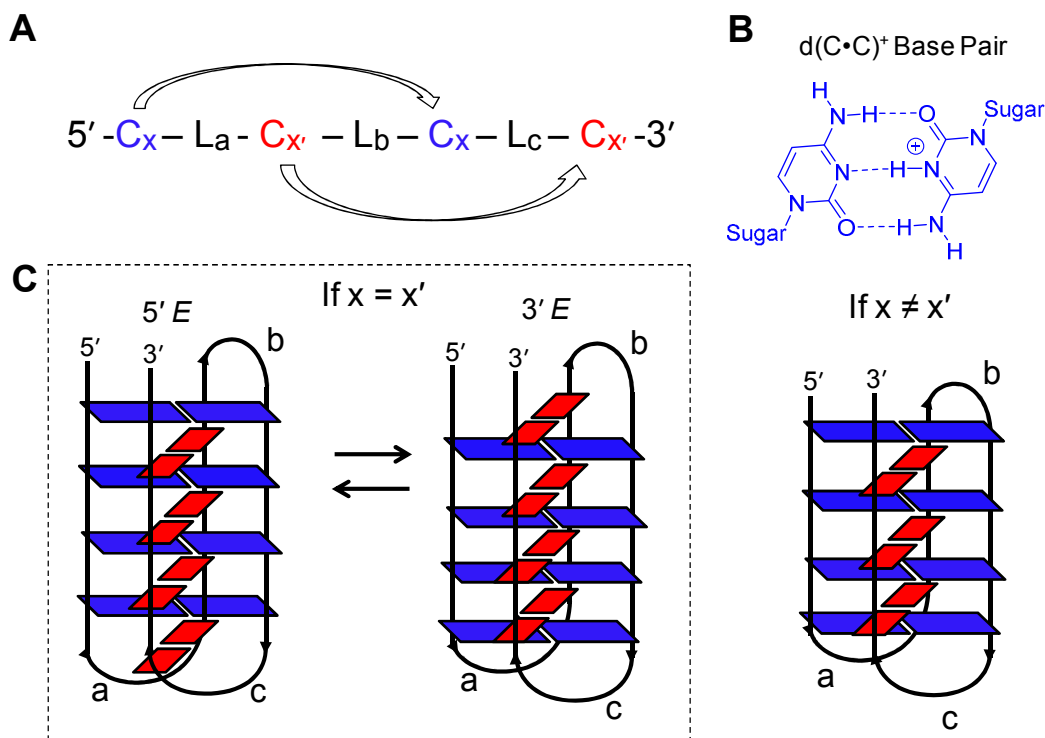 A
5′ -Cx – La – Cx′ – Lb – Cx – Lc – Cx′ -3′
B
d(C•C)+ Base Pair
H
N-H
O
Sugar
N
H-N
⊕
N
N
Sugar
O
H-N
H
C
If x = x′
5′ E
3′ E
5′
3′
b
a
c
5′
3′
b
a
c
If x ≠ x′
5′
3′
b
a
c